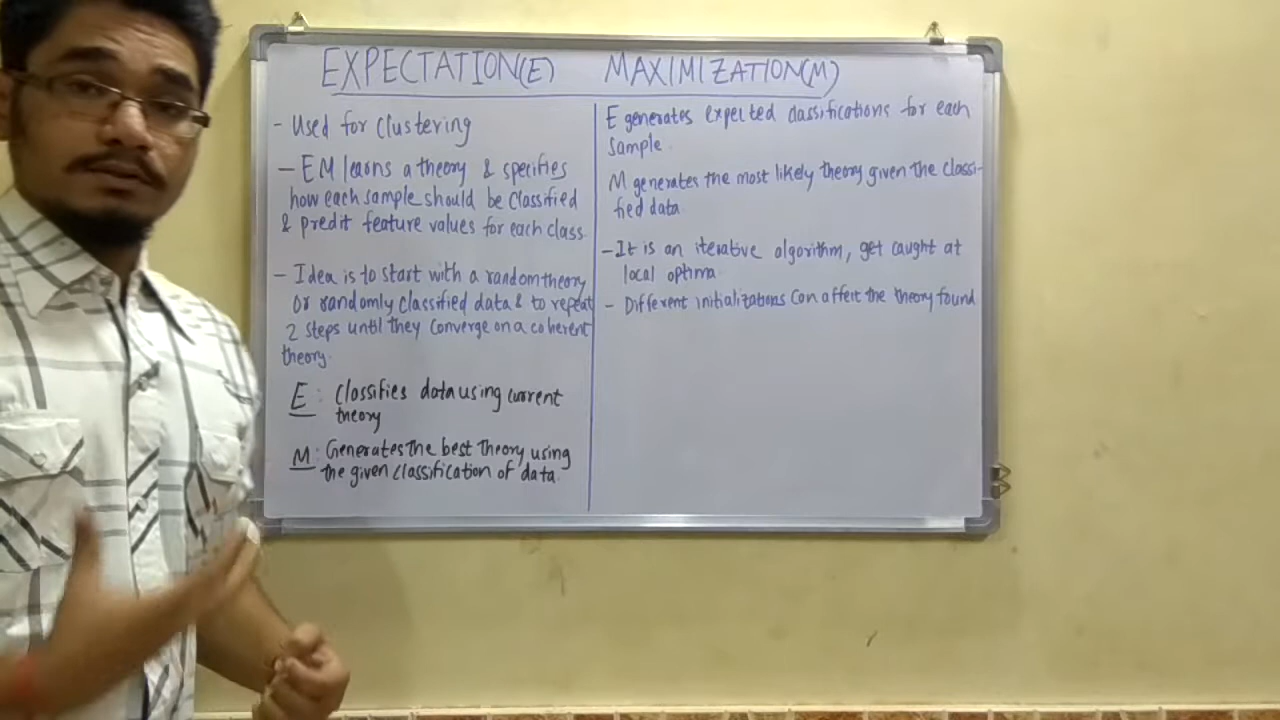 EXPECTATION(E) MAXIMIZATION(M)
- Used for clustering
- EM learns a theory & specifies
how each sample should be classified
& predit feature values for each class.
- Idea is to start with a random theory
or randomly classified data & to repeat
2 steps until they converge on a coherent
theory.
E : Classifies data using current
theory
M : Generates the best theory using
the given classification of data.
E generates expected classifications for each
sample.
M generates the most likely theory given the classi-
fied data.
- It is an iterative algorithm, get caught at
local optima.
- Different initializations can affect the theory found